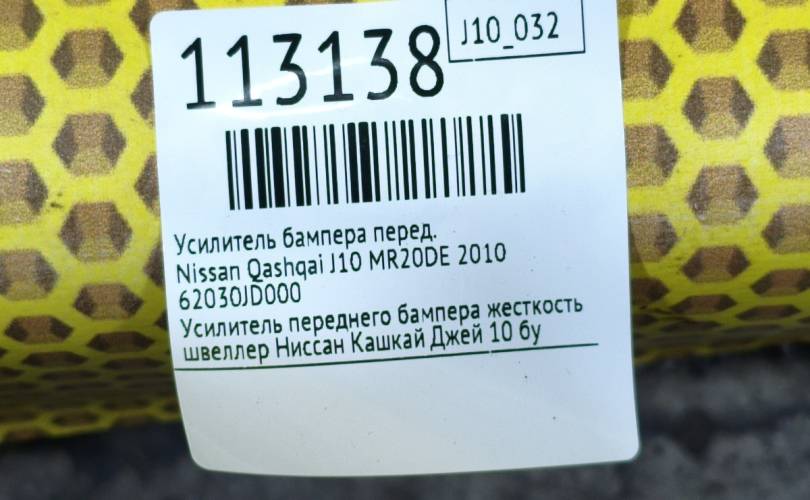 113138
J10_032
Усилитель бампера перед.
Nissan Qashqai J10 MR20DE 2010
62030JD000
Усилитель переднего бампера жесткость
швеллер Ниссан Кашкай Джей 10 бу